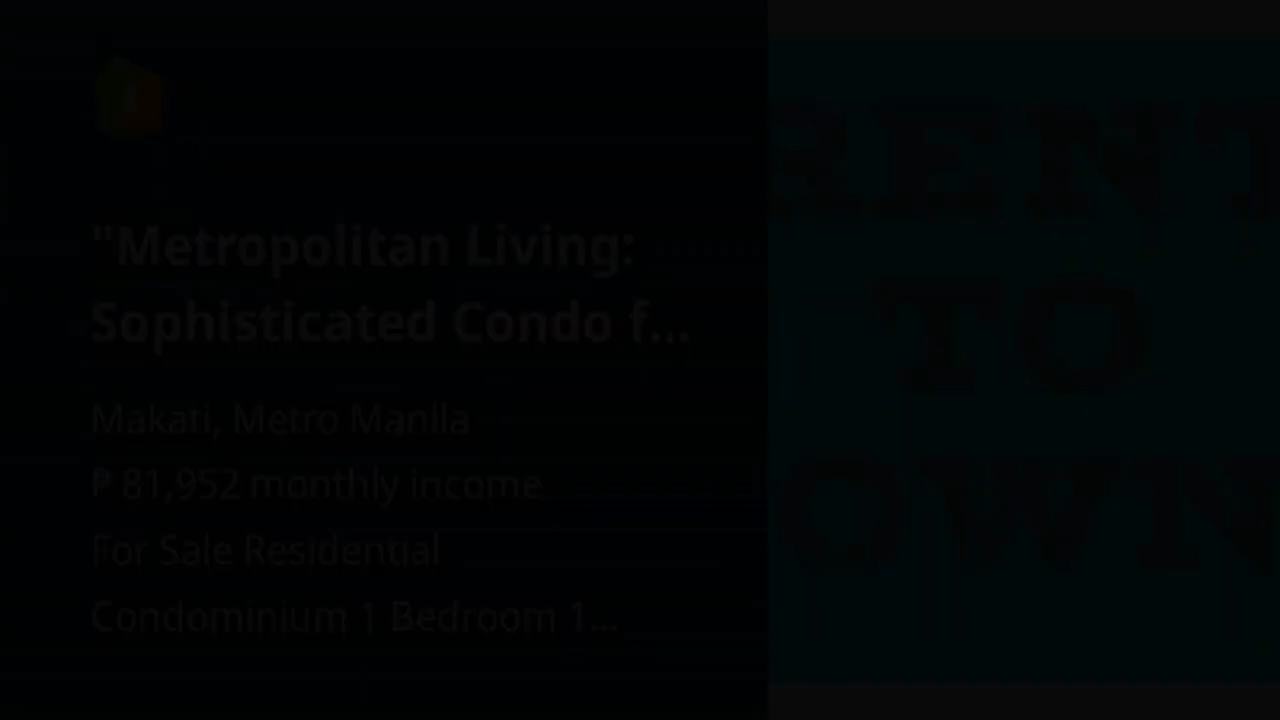 "Metropolitan Living:
Sophisticated Condo f...
Makati, Metro Manila
₱ 81,952 monthly income
For Sale Residential
Condominium 1 Bedroom 1...
RENT
TO
OWN